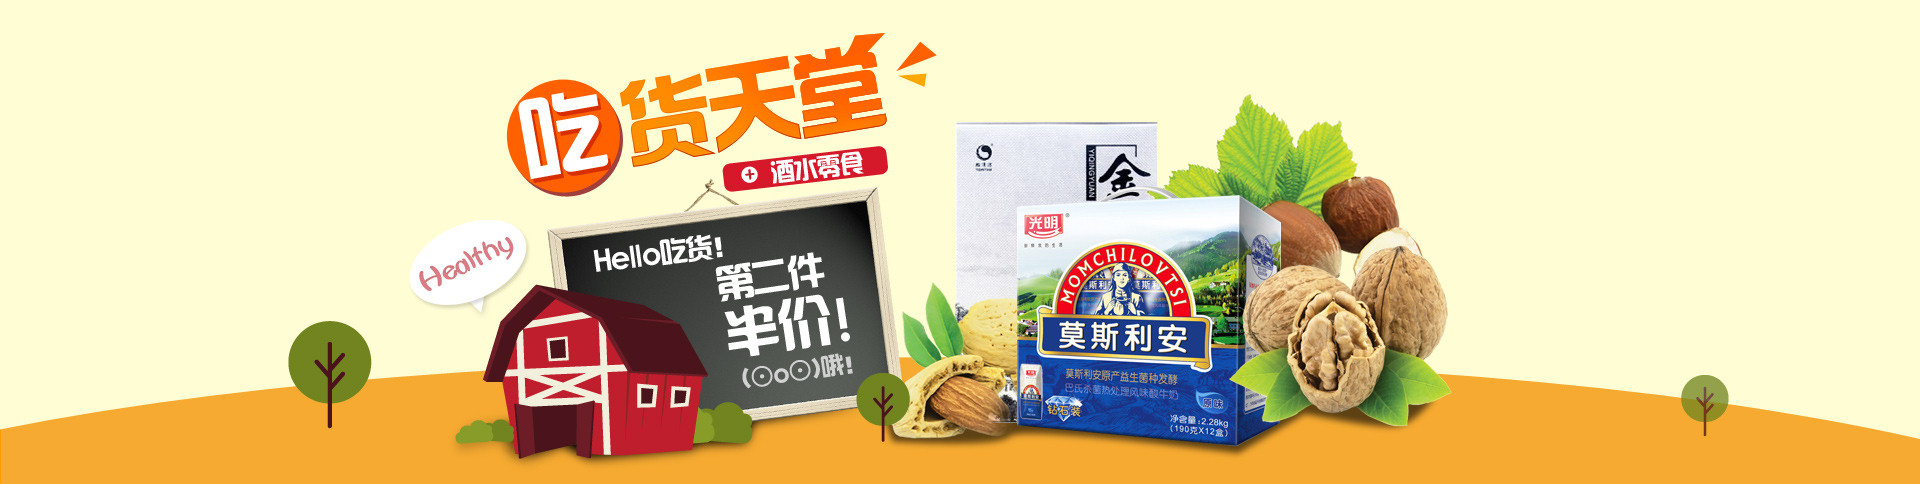 吃货天堂
+ 酒水零食
Healthy
Hello吃货!
第二件
半价!
(⊙o⊙)哦!
YIQINGYUAN
金
光明
MOMCHILOVTSI
莫斯利安
莫斯利安原产益生菌种发酵
巴氏杀菌热处理风味酸牛奶
钻石装
原味
净含量:2.28kg
(190克X12盒)